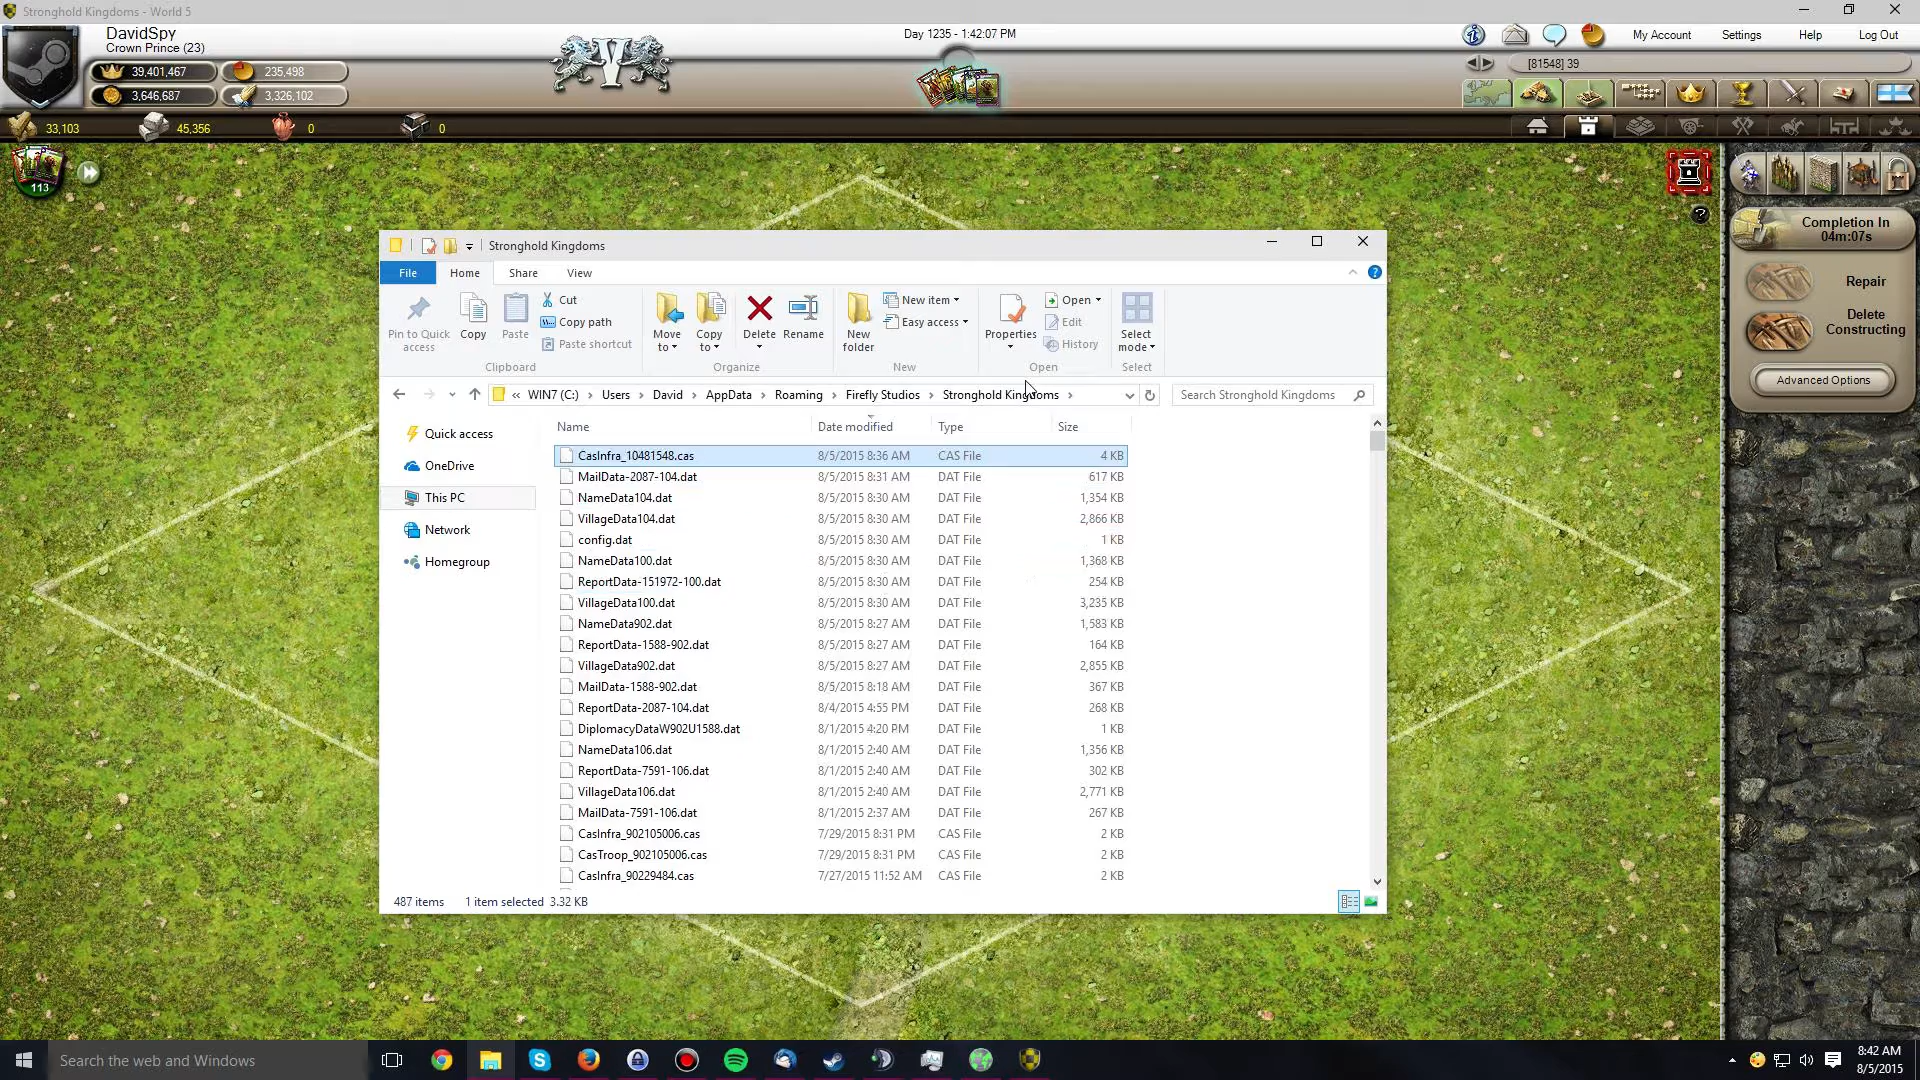 Stronghold Kingdoms - World 5
DavidSpy
Crown Prince (23)
39,401,467
235,498
3,646,687
3,326,102
Day 1235 - 1:42:07 PM
My Account
Settings
Help
Log Out
[81548] 39
33,103
45,356
0
0
113
Completion In
04m:07s
Repair
Delete
Constructing
Advanced Options
Stronghold Kingdoms
File
Home
Share
View
Pin to Quick
access
Copy
Paste
Cut
Copy path
Paste shortcut
Clipboard
Move
to
Copy
to
Delete
Rename
Organize
New
folder
New item
Easy access
New
Properties
Open
Edit
History
Open
Select
mode
Select
« WIN7 (C:) › Users › David › AppData › Roaming › Firefly Studios › Stronghold Kingdoms ›
Search Stronghold Kingdoms
Quick access
OneDrive
This PC
Network
Homegroup
Name Date modified Type Size
CasInfra_10481548.cas 8/5/2015 8:36 AM CAS File 4 KB
MailData-2087-104.dat 8/5/2015 8:31 AM DAT File 617 KB
NameData104.dat 8/5/2015 8:30 AM DAT File 1,354 KB
VillageData104.dat 8/5/2015 8:30 AM DAT File 2,866 KB
config.dat 8/5/2015 8:30 AM DAT File 1 KB
NameData100.dat 8/5/2015 8:30 AM DAT File 1,368 KB
ReportData-151972-100.dat 8/5/2015 8:30 AM DAT File 254 KB
VillageData100.dat 8/5/2015 8:30 AM DAT File 3,235 KB
NameData902.dat 8/5/2015 8:27 AM DAT File 1,583 KB
ReportData-1588-902.dat 8/5/2015 8:27 AM DAT File 164 KB
VillageData902.dat 8/5/2015 8:27 AM DAT File 2,855 KB
MailData-1588-902.dat 8/5/2015 8:18 AM DAT File 367 KB
ReportData-2087-104.dat 8/4/2015 4:55 PM DAT File 268 KB
DiplomacyDataW902U1588.dat 8/1/2015 4:20 PM DAT File 1 KB
NameData106.dat 8/1/2015 2:40 AM DAT File 1,356 KB
ReportData-7591-106.dat 8/1/2015 2:40 AM DAT File 302 KB
VillageData106.dat 8/1/2015 2:40 AM DAT File 2,771 KB
MailData-7591-106.dat 8/1/2015 2:37 AM DAT File 267 KB
CasInfra_902105006.cas 7/29/2015 8:31 PM CAS File 2 KB
CasTroop_902105006.cas 7/29/2015 8:31 PM CAS File 2 KB
CasInfra_90229484.cas 7/27/2015 11:52 AM CAS File 2 KB
487 items 1 item selected 3.32 KB
Search the web and Windows
8:42 AM
8/5/2015